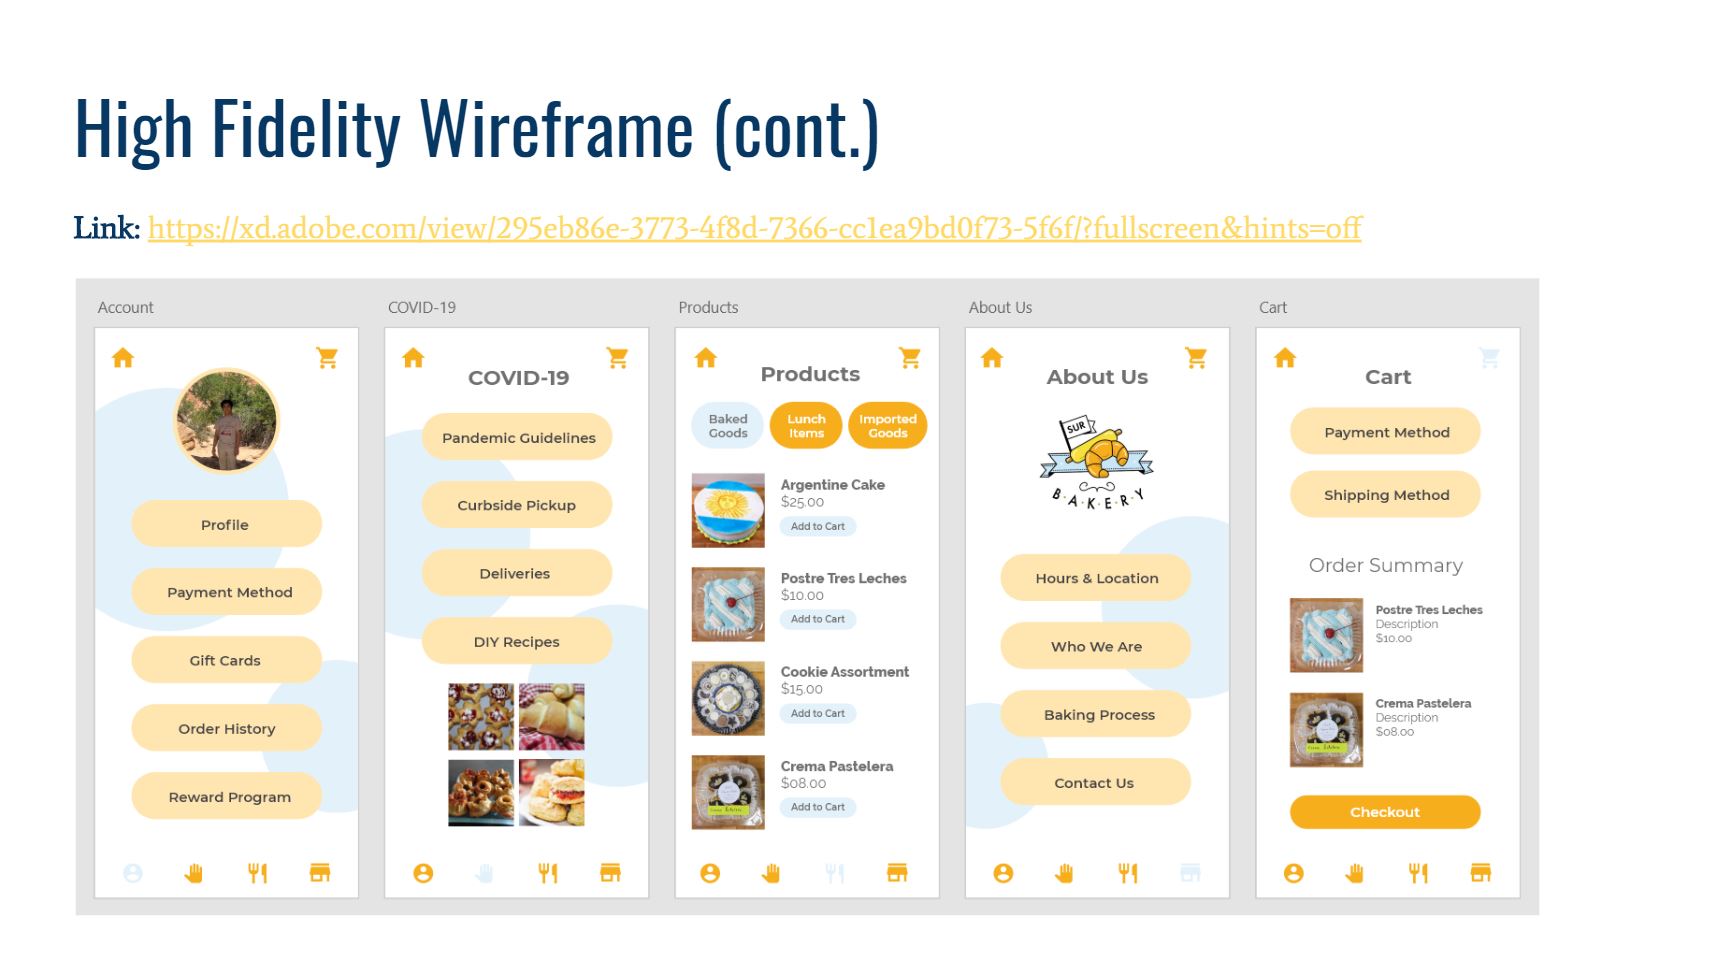 High Fidelity Wireframe (cont.)
Link: https://xd.adobe.com/view/295eb86e-3773-4f8d-7366-cc1ea9bd0f73-5f6f/?fullscreen&hints=off
Account
Profile
Payment Method
Gift Cards
Order History
Reward Program
COVID-19
COVID-19
Pandemic Guidelines
Curbside Pickup
Deliveries
DIY Recipes
Products
Products
Baked
Goods
Lunch
Items
Imported
Goods
Argentine Cake
$25.00
Add to Cart
Postre Tres Leches
$10.00
Add to Cart
Cookie Assortment
$15.00
Add to Cart
Crema Pastelera
$08.00
Add to Cart
About Us
About Us
SUR
B·A·K·E·R·Y
Hours & Location
Who We Are
Baking Process
Contact Us
Cart
Cart
Payment Method
Shipping Method
Order Summary
Postre Tres Leches
Description
$10.00
Crema Pastelera
Description
$08.00
Checkout